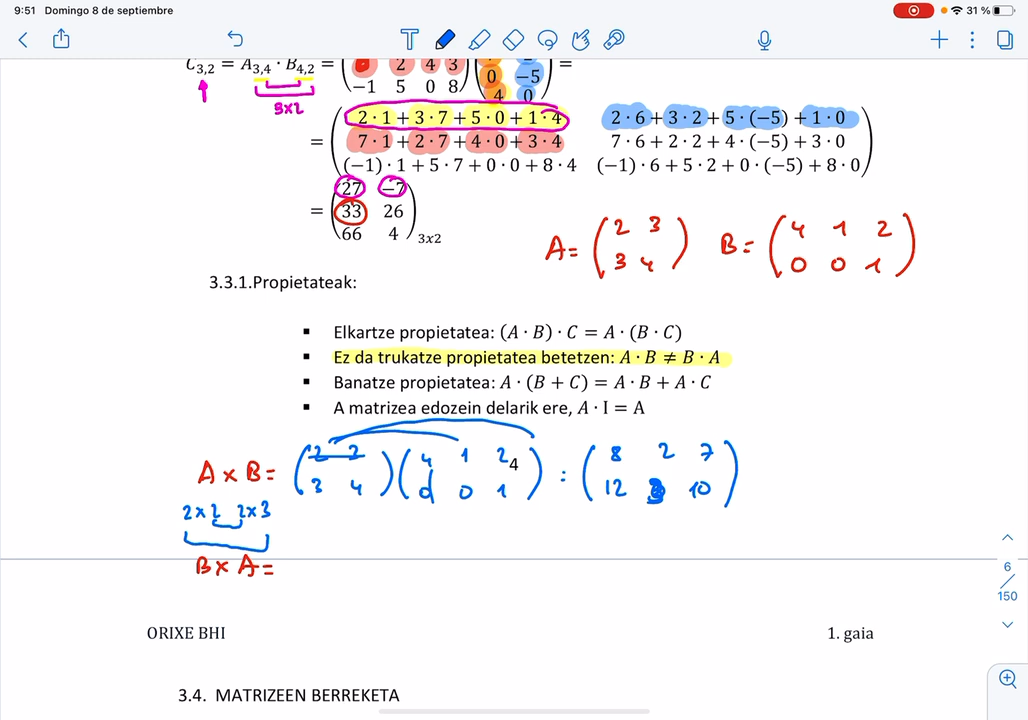 9:51 Domingo 8 de septiembre
31 %
C3,2 = A3,4 · B4,2 = ( 2 4 3 ) ( 0 −5 ) =
−1 5 0 8 4 0
3x2
2 · 1 + 3 · 7 + 5 · 0 + 1 · 4 2 · 6 + 3 · 2 + 5 · (−5) + 1 · 0
= 7 · 1 + 2 · 7 + 4 · 0 + 3 · 4 7 · 6 + 2 · 2 + 4 · (−5) + 3 · 0
(−1) · 1 + 5 · 7 + 0 · 0 + 8 · 4 (−1) · 6 + 5 · 2 + 0 · (−5) + 8 · 0
27 −7
= 33 26
66 4 3x2
A = ( 2 3 B = ( 4 1 2
3 4 ) 0 0 1 )
3.3.1.Propietateak:
▪ Elkartze propietatea: (A · B) · C = A · (B · C)
▪ Ez da trukatze propietatea betetzen: A · B ≠ B · A
▪ Banatze propietatea: A · (B + C) = A · B + A · C
▪ A matrizea edozein delarik ere, A · I = A
A x B = ( 2 2 ) ( 4 1 2 4 ) : ( 8 2 7
3 4 0 1 12 10 )
2x2 2x3
B x A =
6
150
ORIXE BHI 1. gaia
3.4. MATRIZEEN BERREKETA